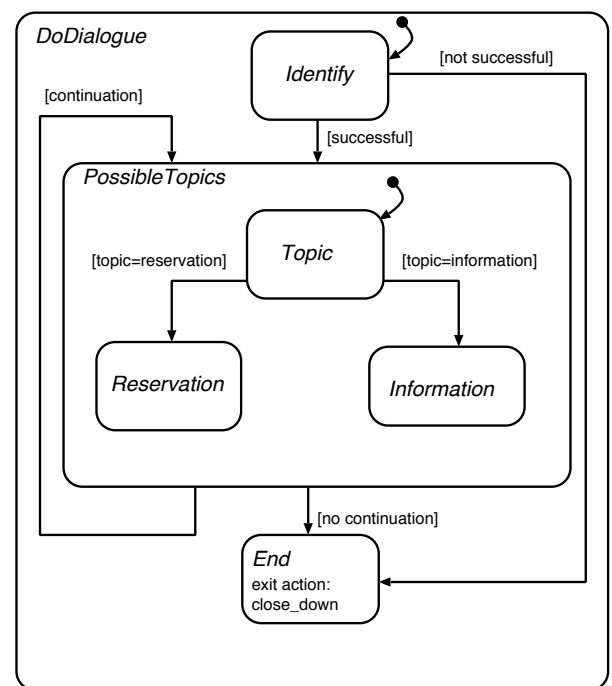 DoDialogue
Identify
[not successful]
[continuation]
[successful]
PossibleTopics
Topic
[topic=reservation]
[topic=information]
Reservation
Information
[no continuation]
End
exit action:
close_down